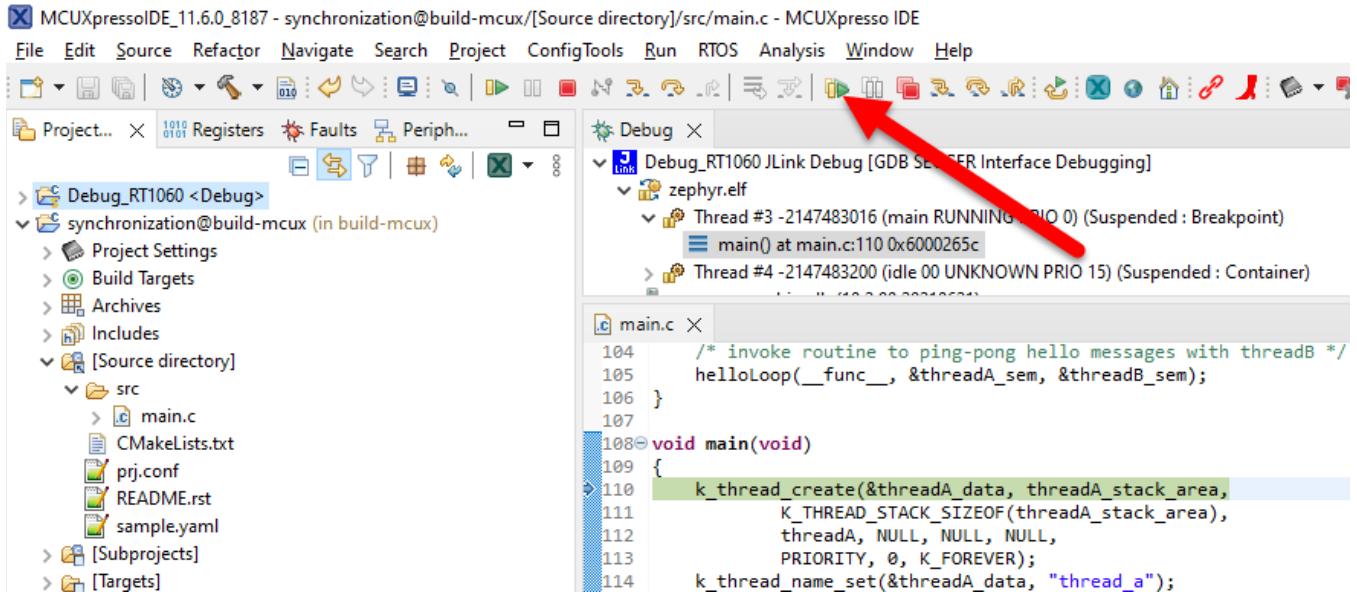 MCUXpressoIDE_11.6.0_8187 - synchronization@build-mcux/[Source directory]/src/main.c - MCUXpresso IDE
File Edit Source Refactor Navigate Search Project ConfigTools Run RTOS Analysis Window Help
Project... Registers Faults Periph...
Debug_RT1060 <Debug>
synchronization@build-mcux (in build-mcux)
Project Settings
Build Targets
Archives
Includes
[Source directory]
src
main.c
CMakeLists.txt
prj.conf
README.rst
sample.yaml
[Subprojects]
[Targets]
Debug
Debug_RT1060 JLink Debug [GDB Interface Debugging]
zephyr.elf
Thread #3 -2147483016 (main RUNNING PRIO 0) (Suspended : Breakpoint)
main() at main.c:110 0x6000265c
Thread #4 -2147483200 (idle 00 UNKNOWN PRIO 15) (Suspended : Container)
main.c
104 /* invoke routine to ping-pong hello messages with threadB */
105 helloLoop(__func__, &threadA_sem, &threadB_sem);
106 }
107
108 void main(void)
109 {
110 k_thread_create(&threadA_data, threadA_stack_area,
111 K_THREAD_STACK_SIZEOF(threadA_stack_area),
112 threadA, NULL, NULL, NULL,
113 PRIORITY, 0, K_FOREVER);
114 k_thread_name_set(&threadA_data, "thread_a");